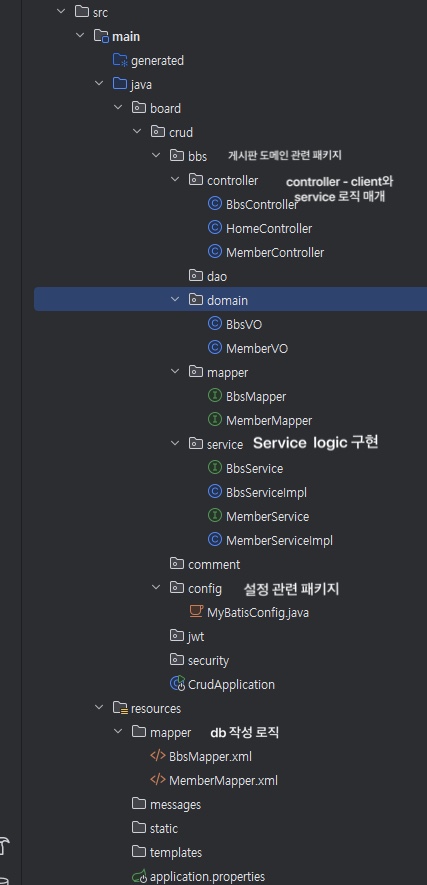 src
main
generated
java
board
crud
bbs 게시판 도메인 관련 패키지
controller controller - client와
service 로직 매개
BbsController
HomeController
MemberController
dao
domain
BbsVO
MemberVO
mapper
BbsMapper
MemberMapper
service Service logic 구현
BbsService
BbsServiceImpl
MemberService
MemberServiceImpl
comment
config 설정 관련 패키지
MyBatisConfig.java
jwt
security
CrudApplication
resources
mapper db 작성 로직
BbsMapper.xml
MemberMapper.xml
messages
static
templates
application.properties